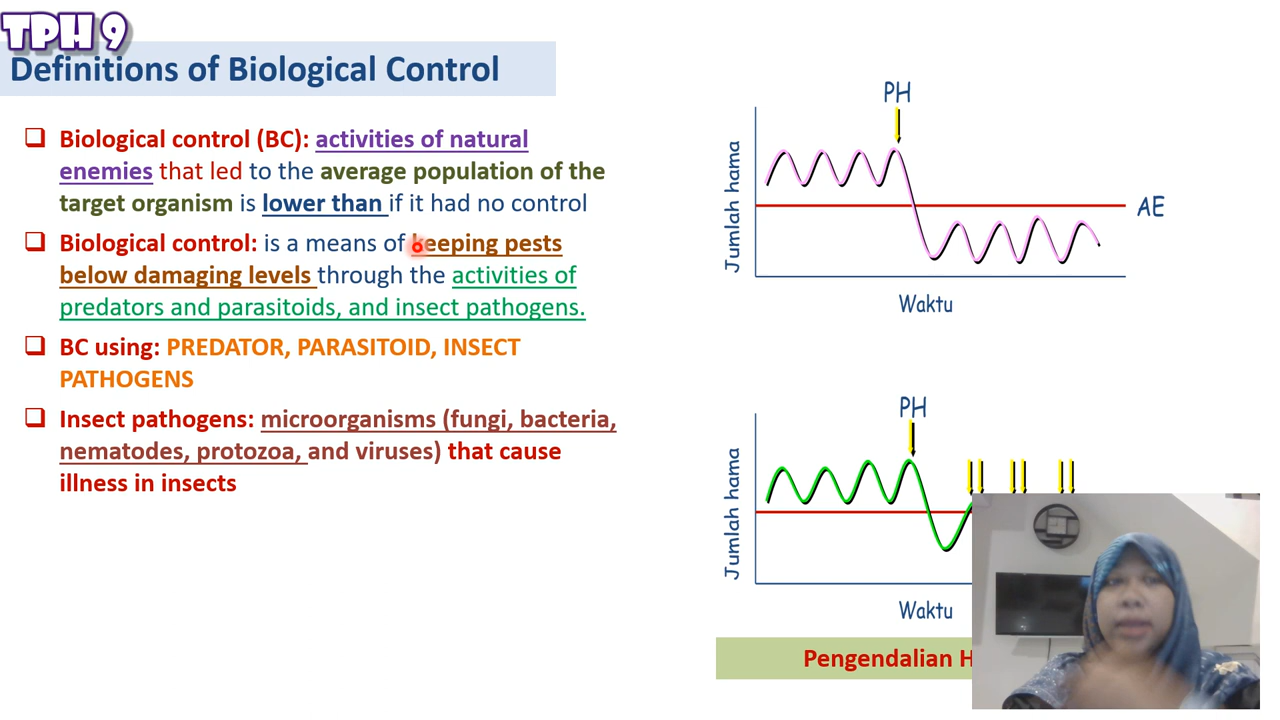 TPH 9
Definitions of Biological Control
❑ Biological control (BC): activities of natural
enemies that led to the average population of the
target organism is lower than if it had no control
❑ Biological control: is a means of keeping pests
below damaging levels through the activities of
predators and parasitoids, and insect pathogens.
❑ BC using: PREDATOR, PARASITOID, INSECT
PATHOGENS
❑ Insect pathogens: microorganisms (fungi, bacteria,
nematodes, protozoa, and viruses) that cause
illness in insects
PH
Jumlah hama
AE
Waktu
PH
Jumlah hama
Waktu
Pengendalian H